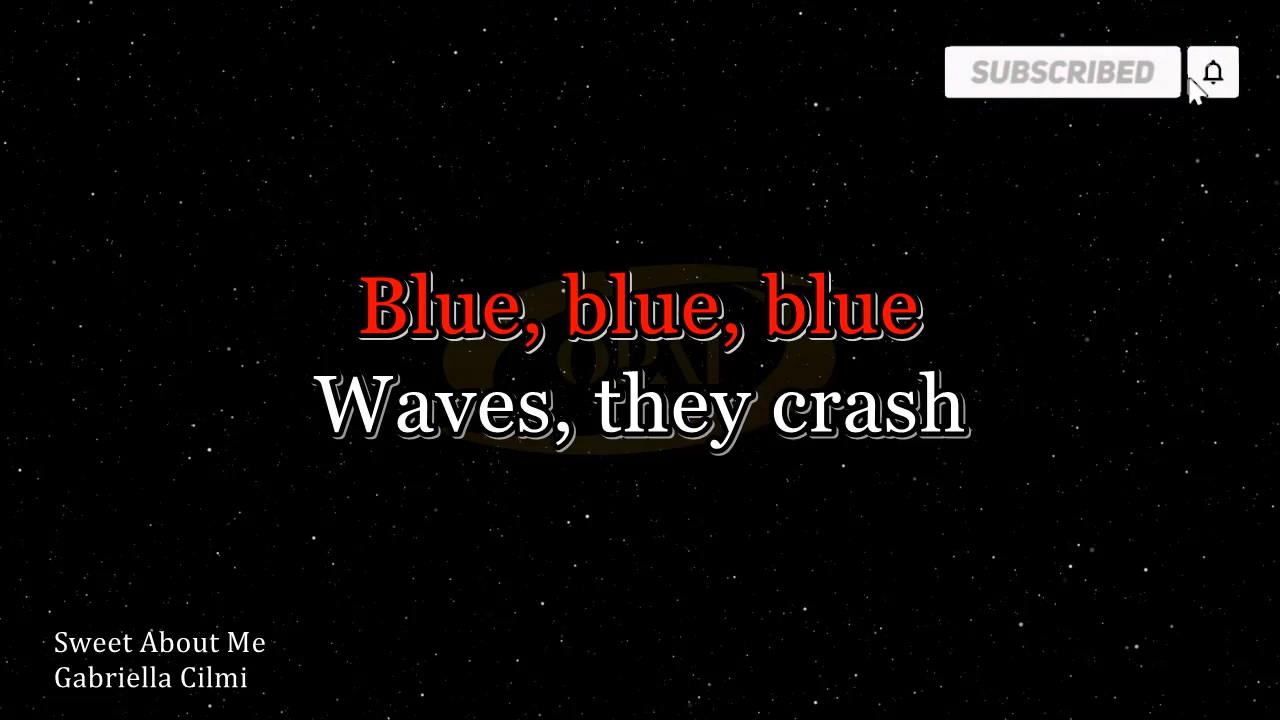 SUBSCRIBED
Blue, blue, blue
Waves, they crash
Sweet About Me
Gabriella Cilmi